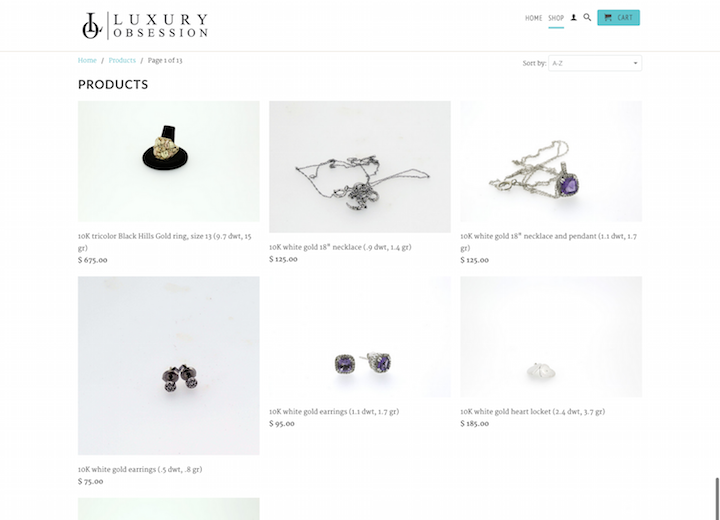 LUXURY
OBSESSION
HOME SHOP CART
Home / Products / Page 1 of 13
Sort by: A-Z
PRODUCTS
10K tricolor Black Hills Gold ring, size 13 (9.7 dwt, 15
gr)
$ 675.00
10K white gold 18" necklace (.9 dwt, 1.4 gr)
$ 125.00
10K white gold 18" necklace and pendant (1.1 dwt, 1.7
gr)
$ 125.00
10K white gold earrings (.5 dwt, .8 gr)
$ 75.00
10K white gold earrings (1.1 dwt, 1.7 gr)
$ 95.00
10K white gold heart locket (2.4 dwt, 3.7 gr)
$ 185.00